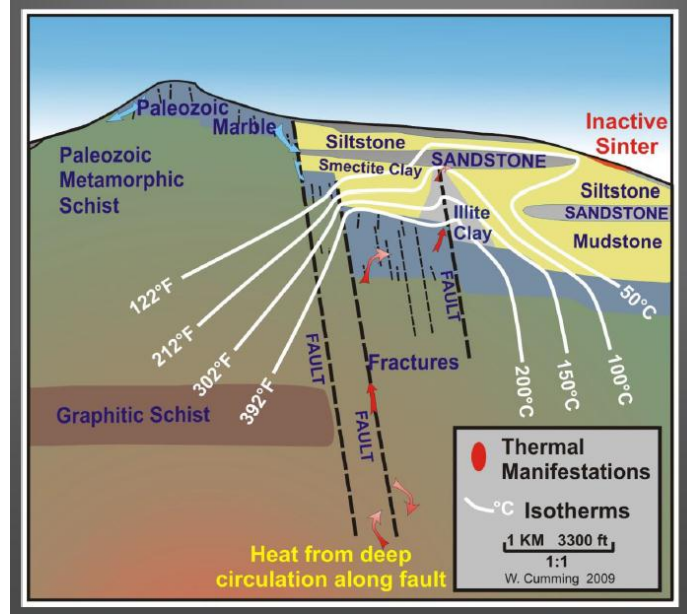 Paleozoic
Marble
Paleozoic
Metamorphic
Schist
Siltstone
Smectite Clay
SANDSTONE
Inactive
Sinter
Siltstone
SANDSTONE
Mudstone
Illite
Clay
122°F
212°F
302°F
392°F
50°C
100°C
150°C
200°C
FAULT
FAULT
FAULT
Fractures
Graphitic Schist
Heat from deep
circulation along fault
Thermal
Manifestations
°C Isotherms
1 KM 3300 ft
1:1
W. Cumming 2009